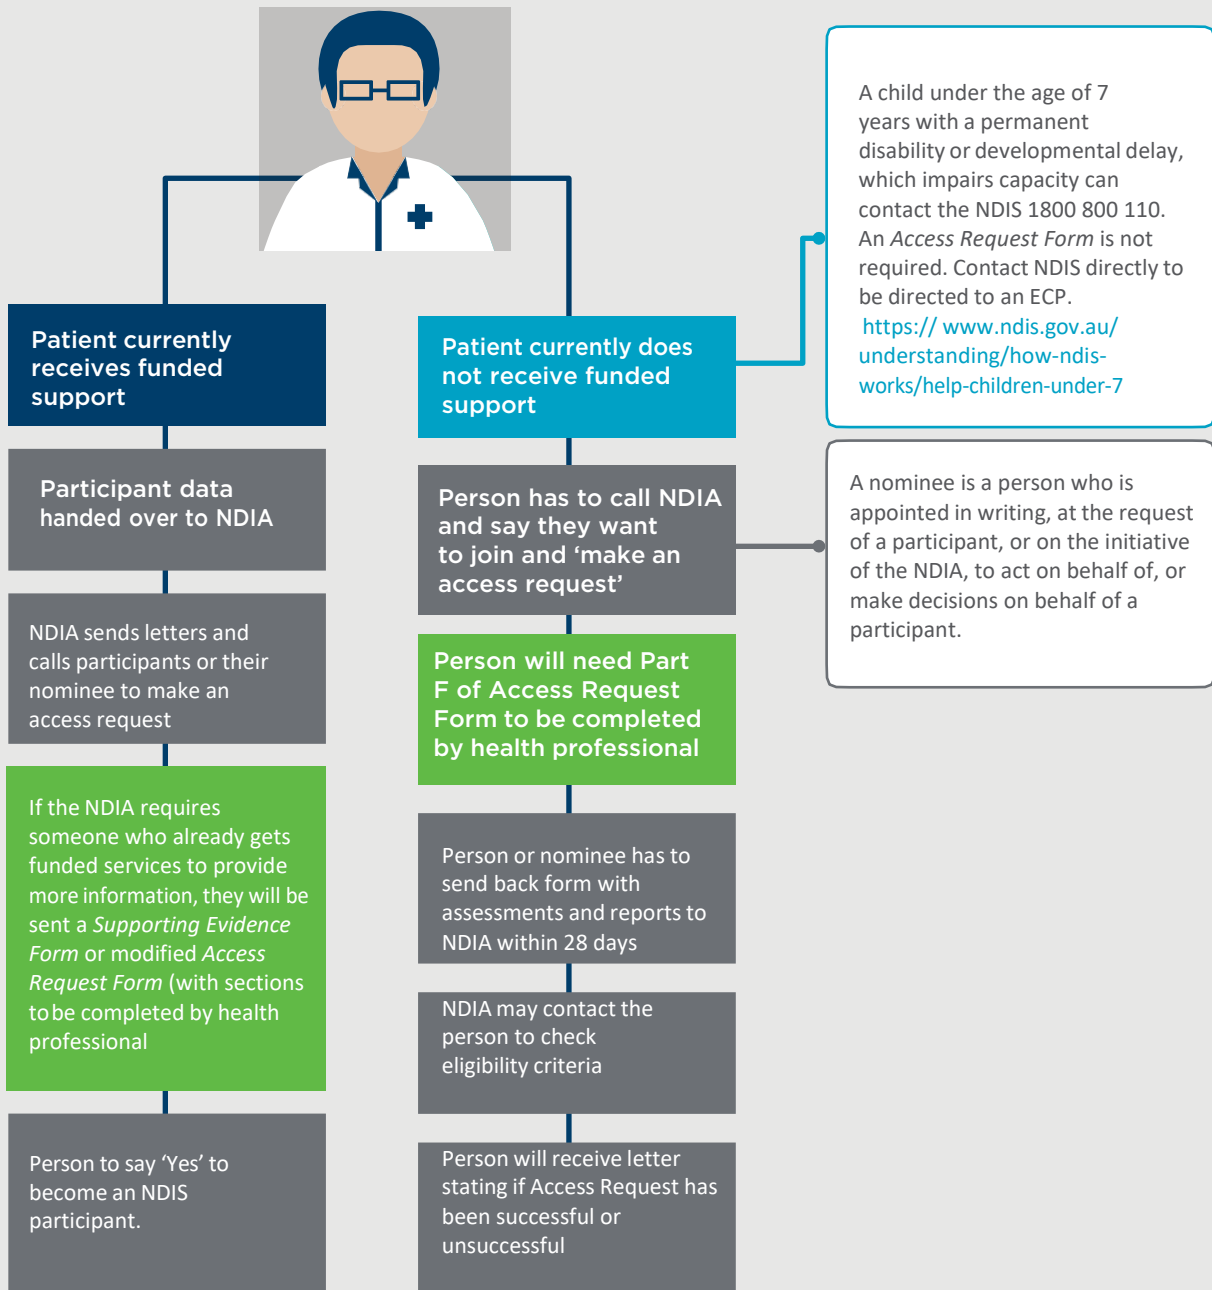 Patient currently
receives funded
support
Participant data
handed over to NDIA
NDIA sends letters and
calls participants or their
nominee to make an
access request
If the NDIA requires
someone who already gets
funded services to provide
more information, they will be
sent a Supporting Evidence
Form or modified Access
Request Form (with sections
to be completed by health
professional
Person to say ‘Yes’ to
become an NDIS
participant.
Patient currently does
not receive funded
support
Person has to call NDIA
and say they want
to join and ‘make an
access request’
Person will need Part
F of Access Request
Form to be completed
by health professional
Person or nominee has to
send back form with
assessments and reports to
NDIA within 28 days
NDIA may contact the
person to check
eligibility criteria
Person will receive letter
stating if Access Request has
been successful or
unsuccessful
A child under the age of 7
years with a permanent
disability or developmental delay,
which impairs capacity can
contact the NDIS 1800 800 110.
An Access Request Form is not
required. Contact NDIS directly to
be directed to an ECP.
https:// www.ndis.gov.au/
understanding/how-ndis-
works/help-children-under-7
A nominee is a person who is
appointed in writing, at the request
of a participant, or on the initiative
of the NDIA, to act on behalf of, or
make decisions on behalf of a
participant.